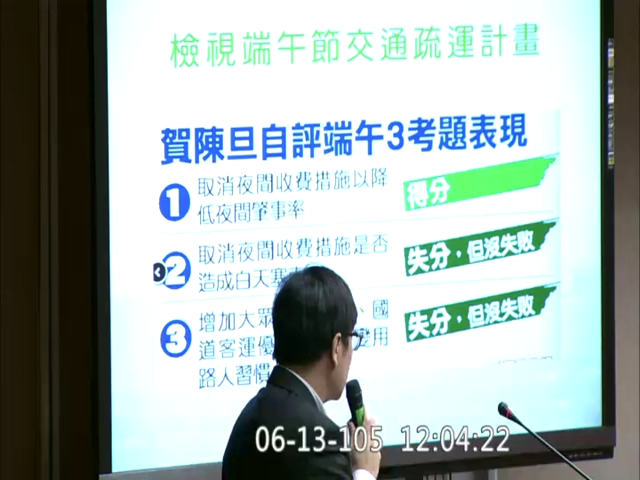 檢視端午節交通疏運計畫
賀陳旦自評端午3考題表現
1
取消夜間收費措施以降
低夜間肇事率
得分
2
取消夜間收費措施是否
造成白天塞
失分，但沒失敗
3
增加大眾
、國
道客運優
用
路人習慣
失分，但沒失敗
06-13-105 12:04:22